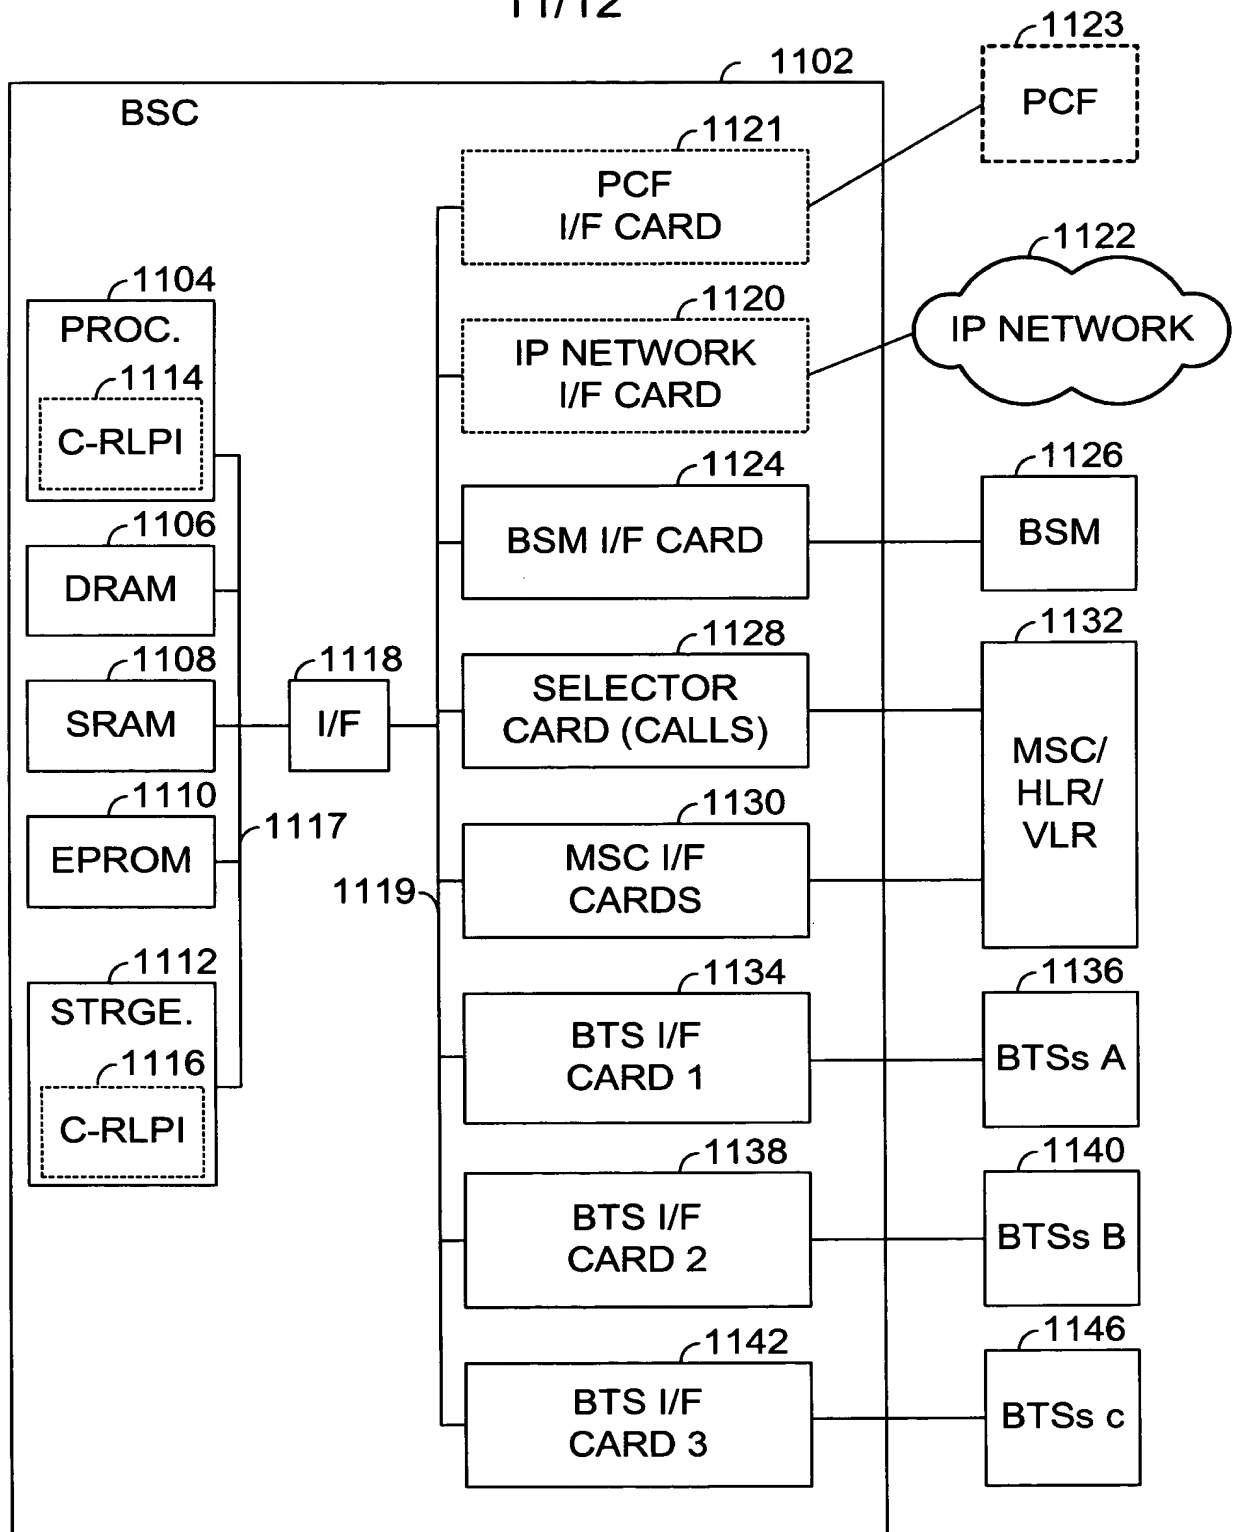 11/12
1123
PCF
1102
BSC
1121
PCF
I/F CARD
1122
IP NETWORK
1120
IP NETWORK
I/F CARD
1104
PROC.
1114
C-RLPI
1124
BSM I/F CARD
1126
BSM
1106
DRAM
1128
SELECTOR
CARD (CALLS)
1132
MSC/
HLR/
VLR
1108
SRAM
1118
I/F
1110
EPROM
1117
1130
MSC I/F
CARDS
1119
1112
STRGE.
1116
C-RLPI
1134
BTS I/F
CARD 1
1136
BTSs A
1138
BTS I/F
CARD 2
1140
BTSs B
1142
BTS I/F
CARD 3
1146
BTSs c